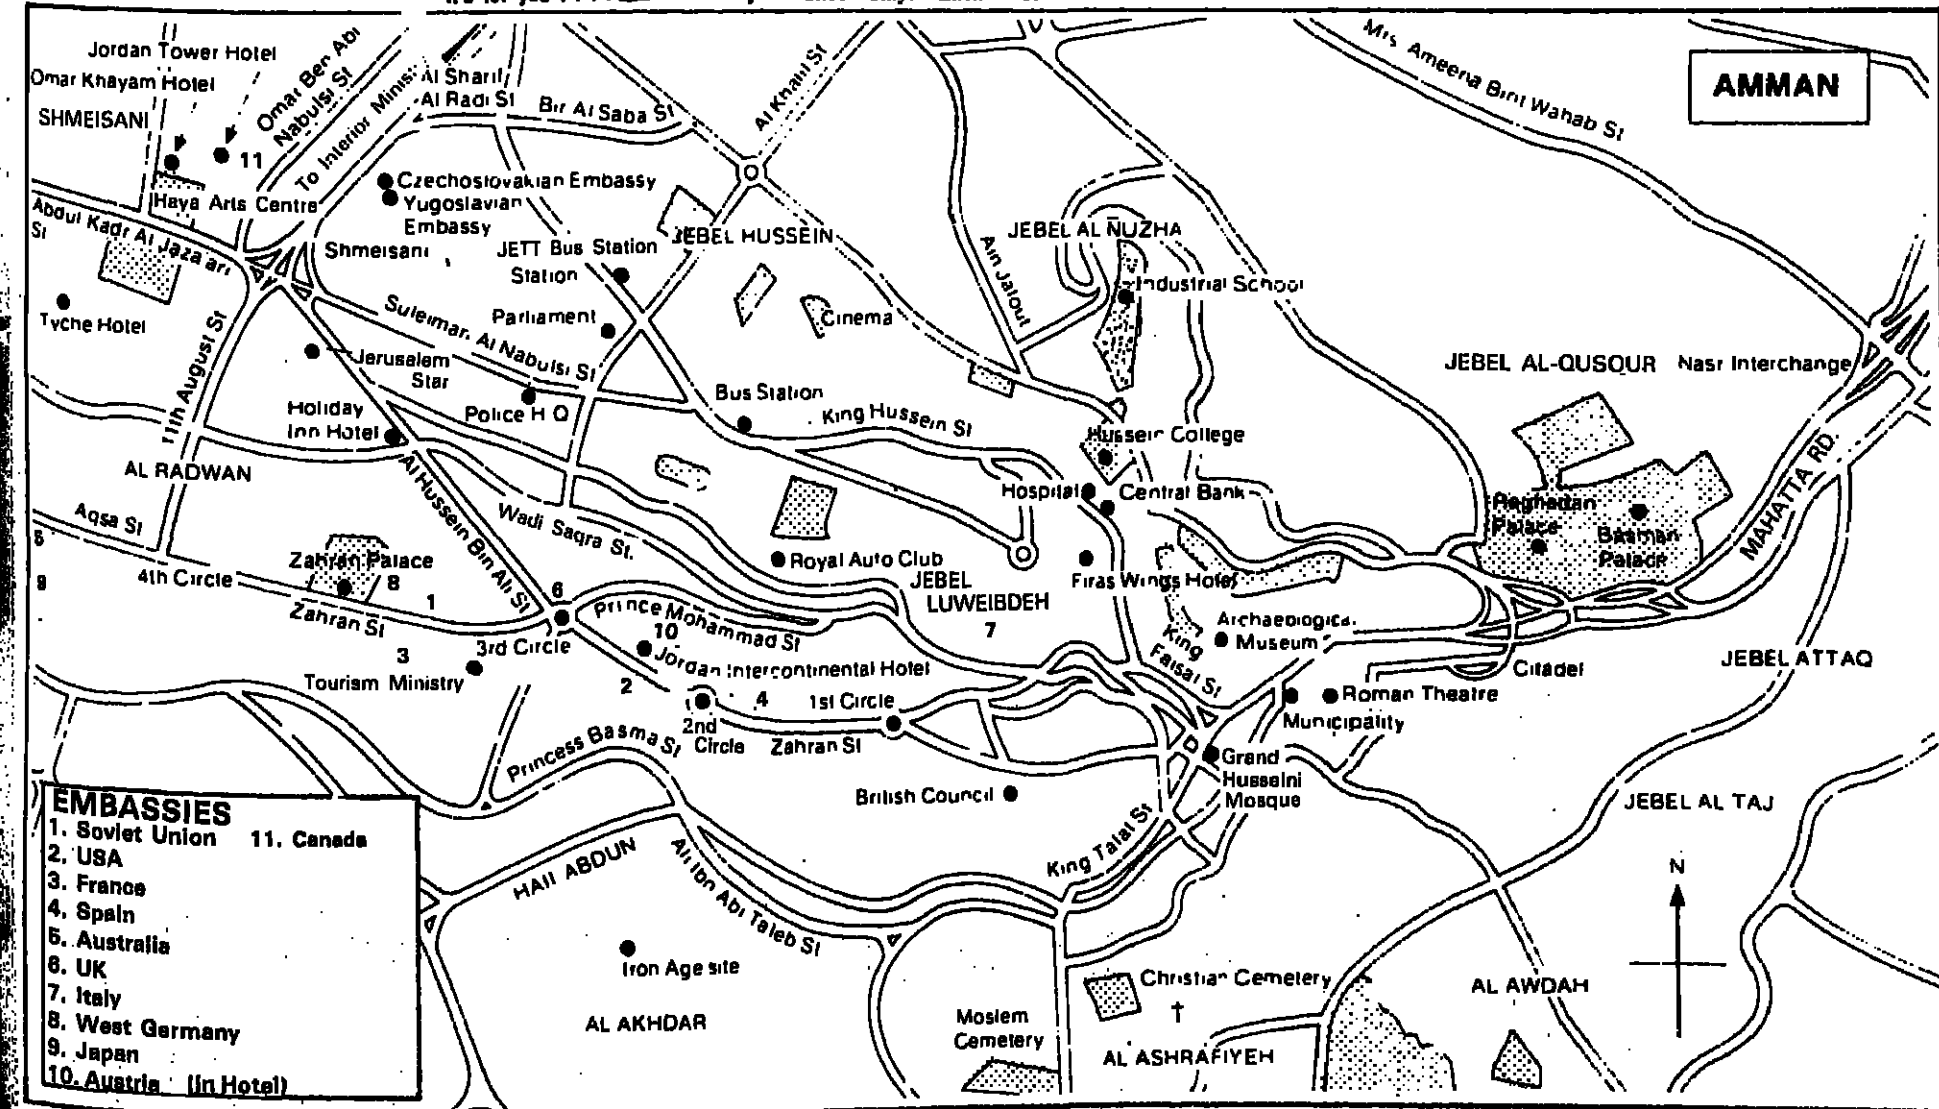 AMMAN
Jordan Tower Hotel
Omar Khayam Hotel
SHMEISANI
11
Omar Ben Abi
Nabulsi St
To Interior Minis
Al Sharif
Al Radi St
Bir Al Saba St
Al Khani St
Mrs Ameena Bint Wahab St
Haya Arts Centre
Abdul Kadr Al Jaza'ari
St
Czechoslovakian Embassy
Yugoslavian
Embassy
Shmeisani
JETT Bus Station
Station
JEBEL HUSSEIN
JEBEL AL NUZHA
Ain Jalout
Industrial School
Tyche Hotel
Suleiman Al Nabulsi St
Parliament
Cinema
11th August St
Jerusalem
Star
JEBEL AL-QUSOUR
Nasr Interchange
Holiday
Inn Hotel
Police H Q
Bus Station
King Hussein St
Hussein College
AL RADWAN
Al Hussein Bin Ali St
Hospital
Central Bank
MAHATTA RD.
Raghadan
Palace
Basman
Palace
Aqsa St
Wadi Saqra St.
5
9
Zahran Palace
8
4th Circle
1
Zahran St
6
Royal Auto Club
JEBEL
LUWEIBDEH
7
Firas Wings Hotel
Prince Mohammad St
10
3rd Circle
3
Tourism Ministry
Jordan Intercontinental Hotel
2
4
1st Circle
2nd
Circle
Zahran St
Archaeological
Museum
King
Faisal St
Citadel
JEBEL ATTAQ
Roman Theatre
Municipality
Princess Basma St
British Council
Grand
Husseini
Mosque
JEBEL AL TAJ
King Talal St
HAII ABDUN
Ali Ibn Abi Taleb St
N
Iron Age site
AL AKHDAR
Moslem
Cemetery
Christian Cemetery
AL ASHRAFIYEH
AL AWDAH
EMBASSIES
1. Soviet Union 11. Canada
2. USA
3. France
4. Spain
5. Australia
6. UK
7. Italy
8. West Germany
9. Japan
10. Austria (in Hotel)